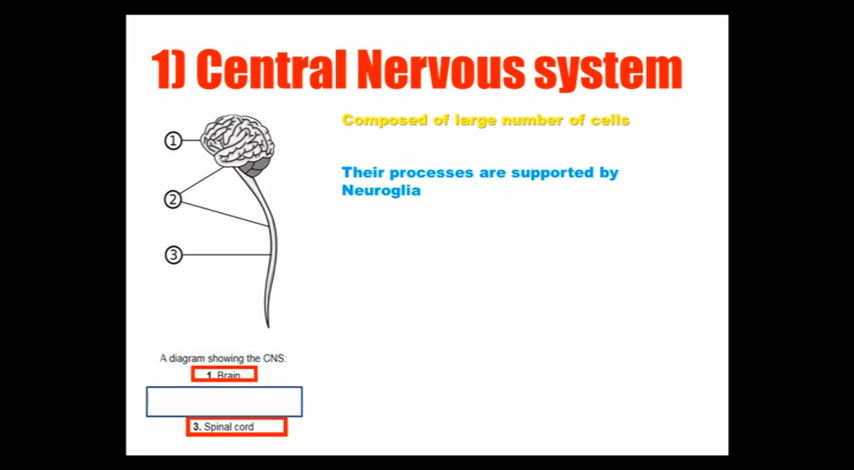 1) Central Nervous system
Composed of large number of cells
Their processes are supported by
Neuroglia
1
2
3
A diagram showing the CNS:
1. Brain
3. Spinal cord